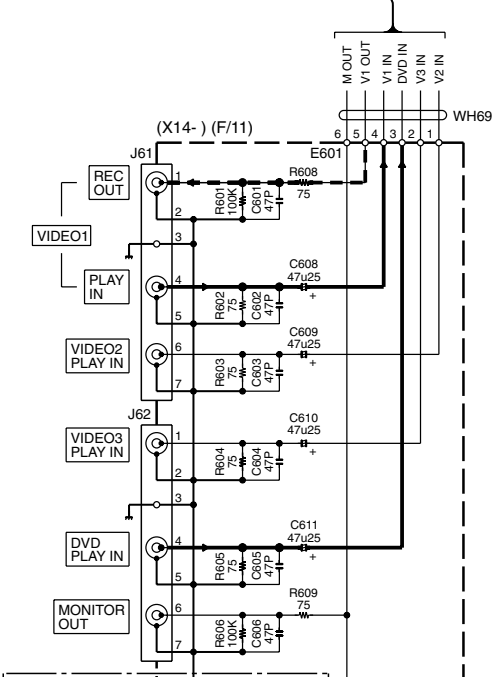 M OUT
V1 OUT
V1 IN
DVD IN
V3 IN
V2 IN
WH69
(X14- ) (F/11)
6 5 4 3 2 1
J61
E601
REC
OUT
1
R608
75
R601
100K
C601
47P
2
VIDEO1
3
C608
47u25
+
PLAY
IN
4
R602
75
C602
47P
5
C609
47u25
+
VIDEO2
PLAY IN
6
R603
75
C603
47P
7
J62
C610
47u25
+
VIDEO3
PLAY IN
1
R604
75
C604
47P
2
3
C611
47u25
+
DVD
PLAY IN
4
R605
75
C605
47P
5
R609
75
MONITOR
OUT
6
R606
100K
C606
47P
7